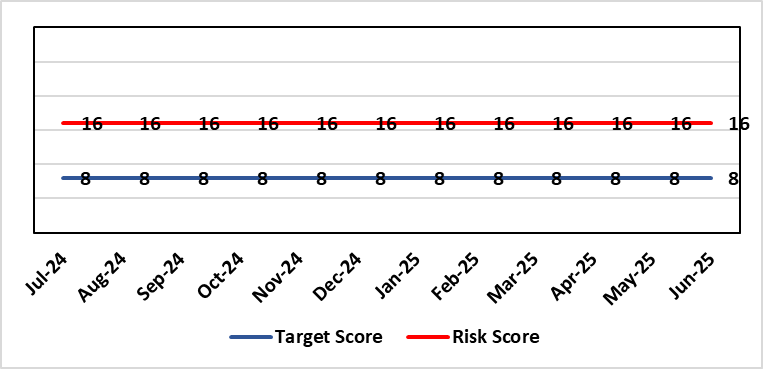 16 16 16 16 16 16 16 16 16 16 16 16
8 8 8 8 8 8 8 8 8 8 8 8
Jul-24 Aug-24 Sep-24 Oct-24 Nov-24 Dec-24 Jan-25 Feb-25 Mar-25 Apr-25 May-25 Jun-25
Target Score Risk Score